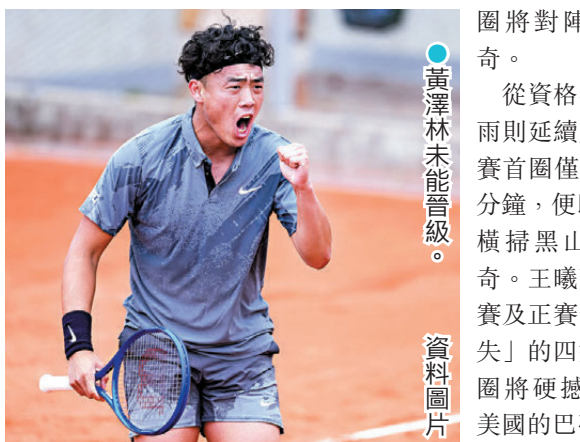 ●黃澤林未能晉級。
資料圖片
圈將對陣
奇。
從資格
雨則延續
賽首圈僅
分鐘，便
橫掃黑山
奇。王曦
賽及正賽
失」的四
圈將硬撼
美國的巴